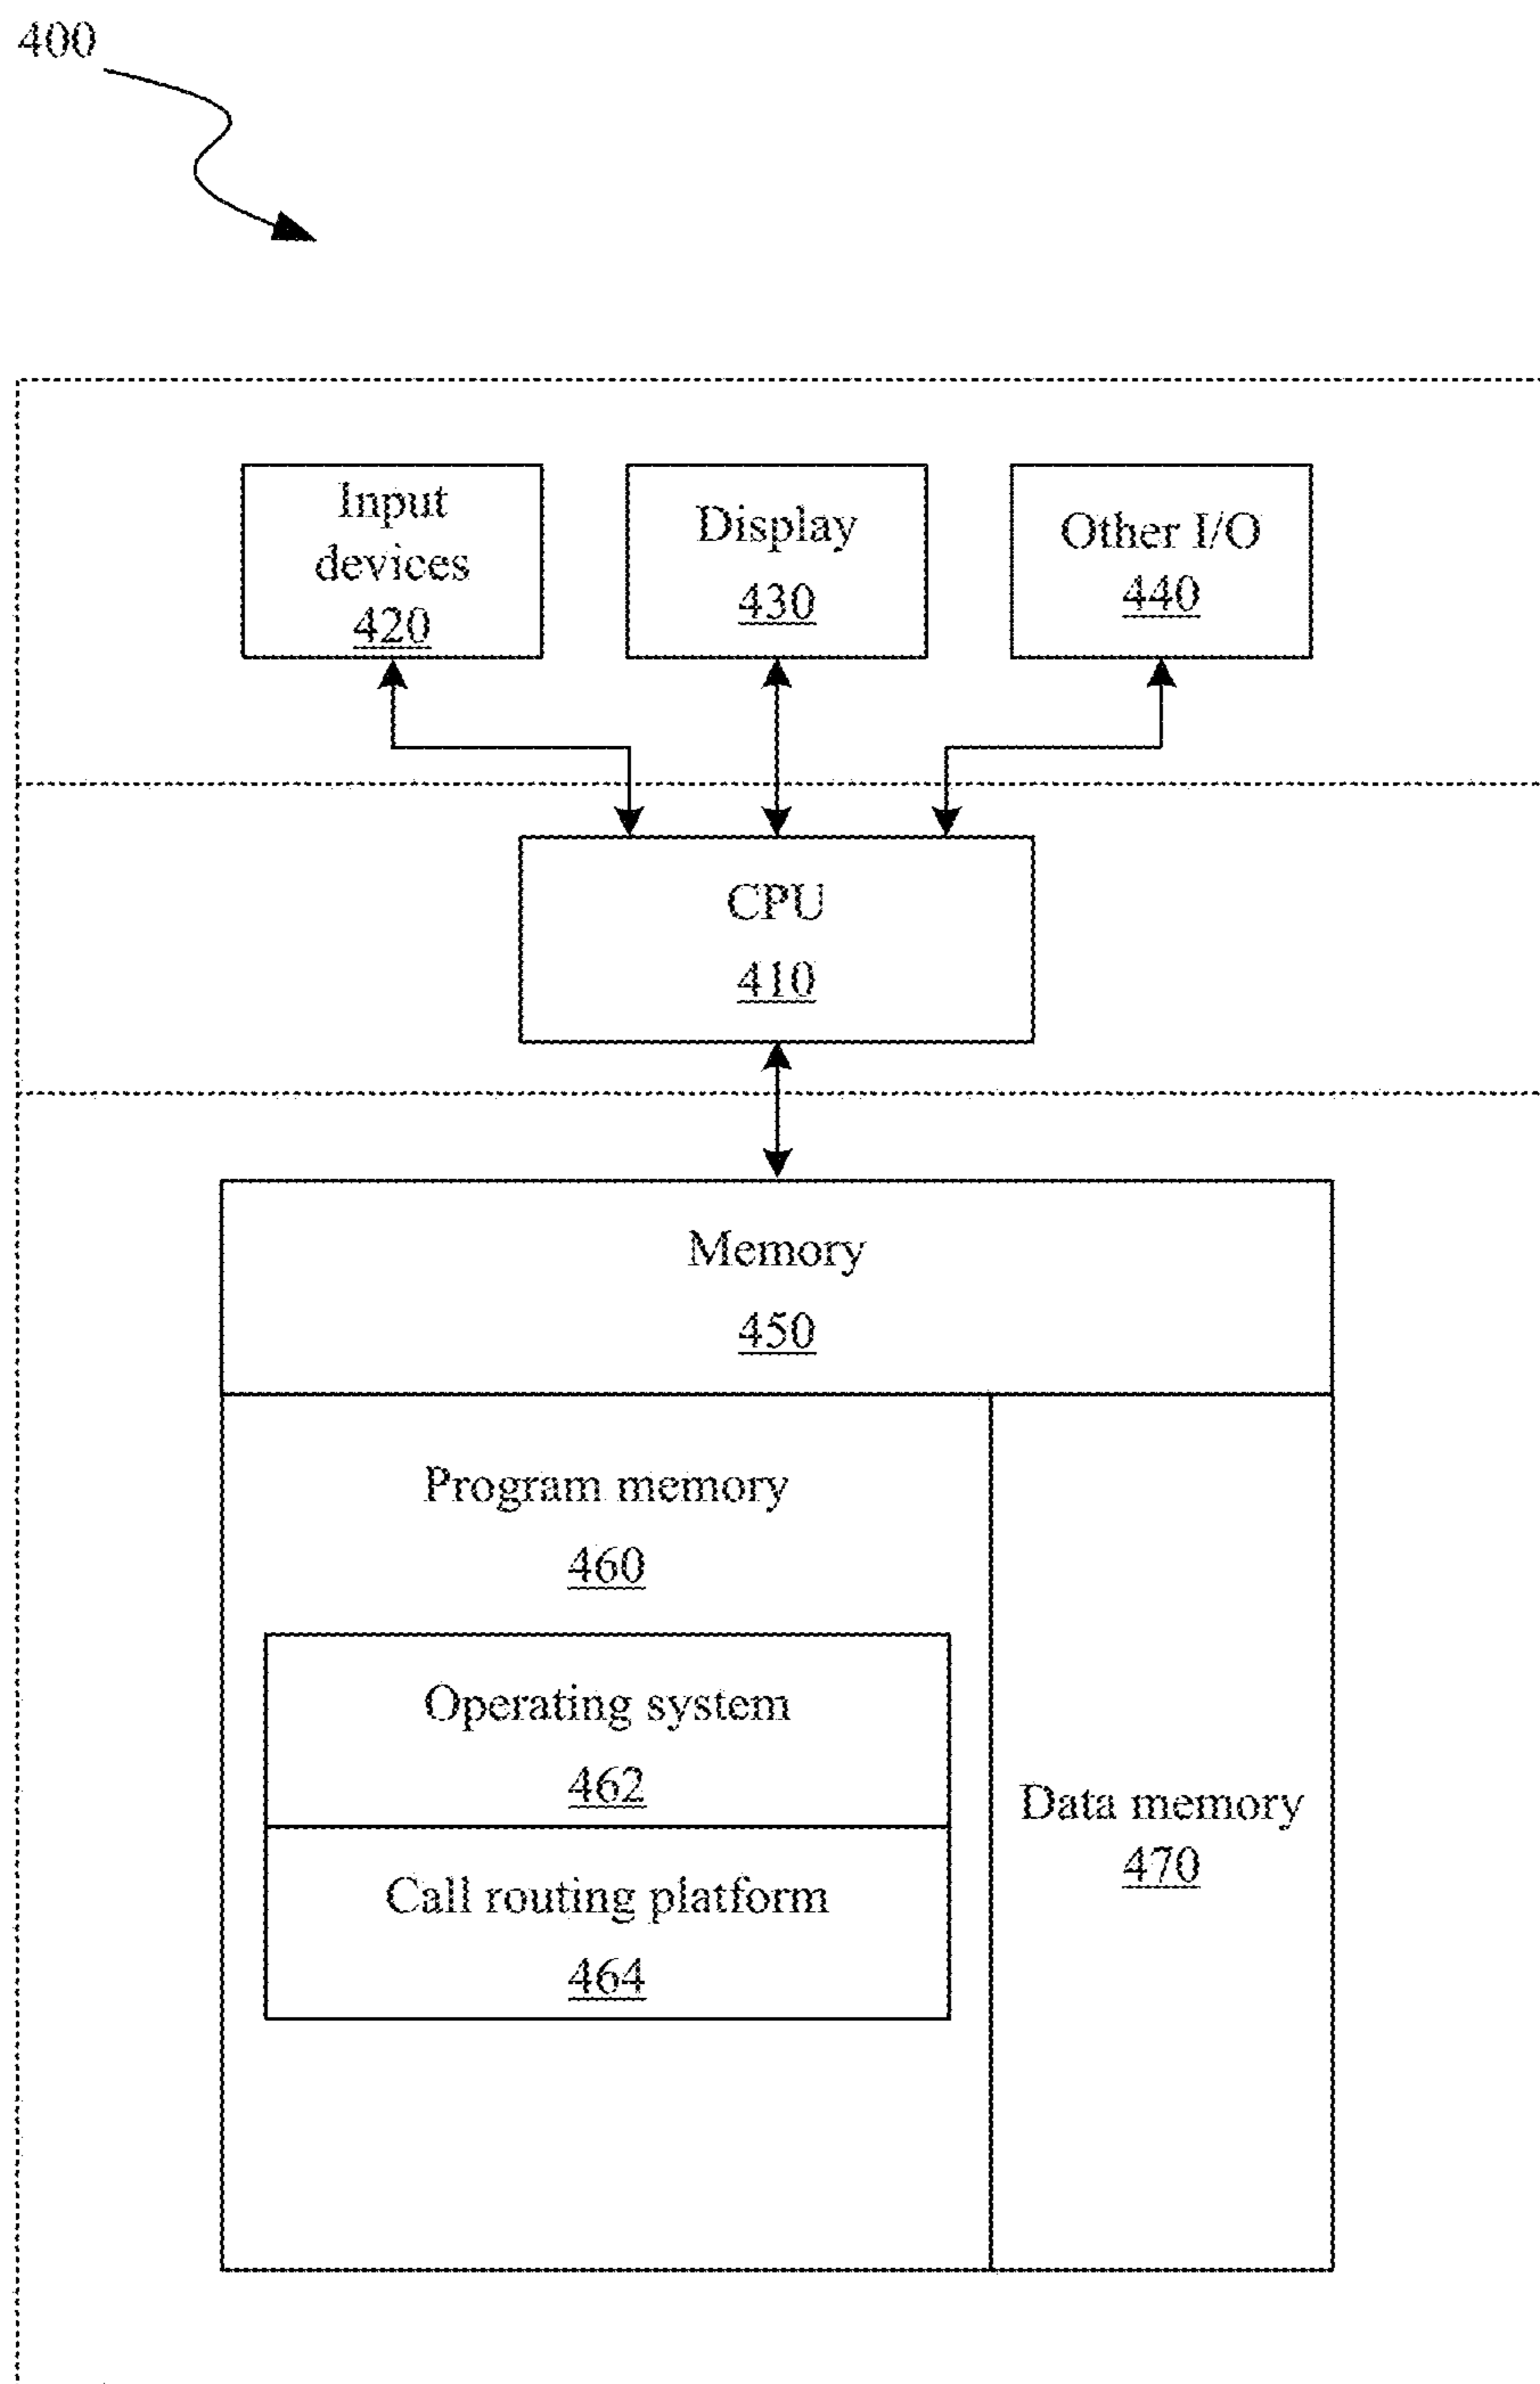 400
Input
devices
420
Display
430
Other I/O
440
CPU
410
Memory
450
Program memory
460
Operating system
462
Call routing platform
464
Data memory
470